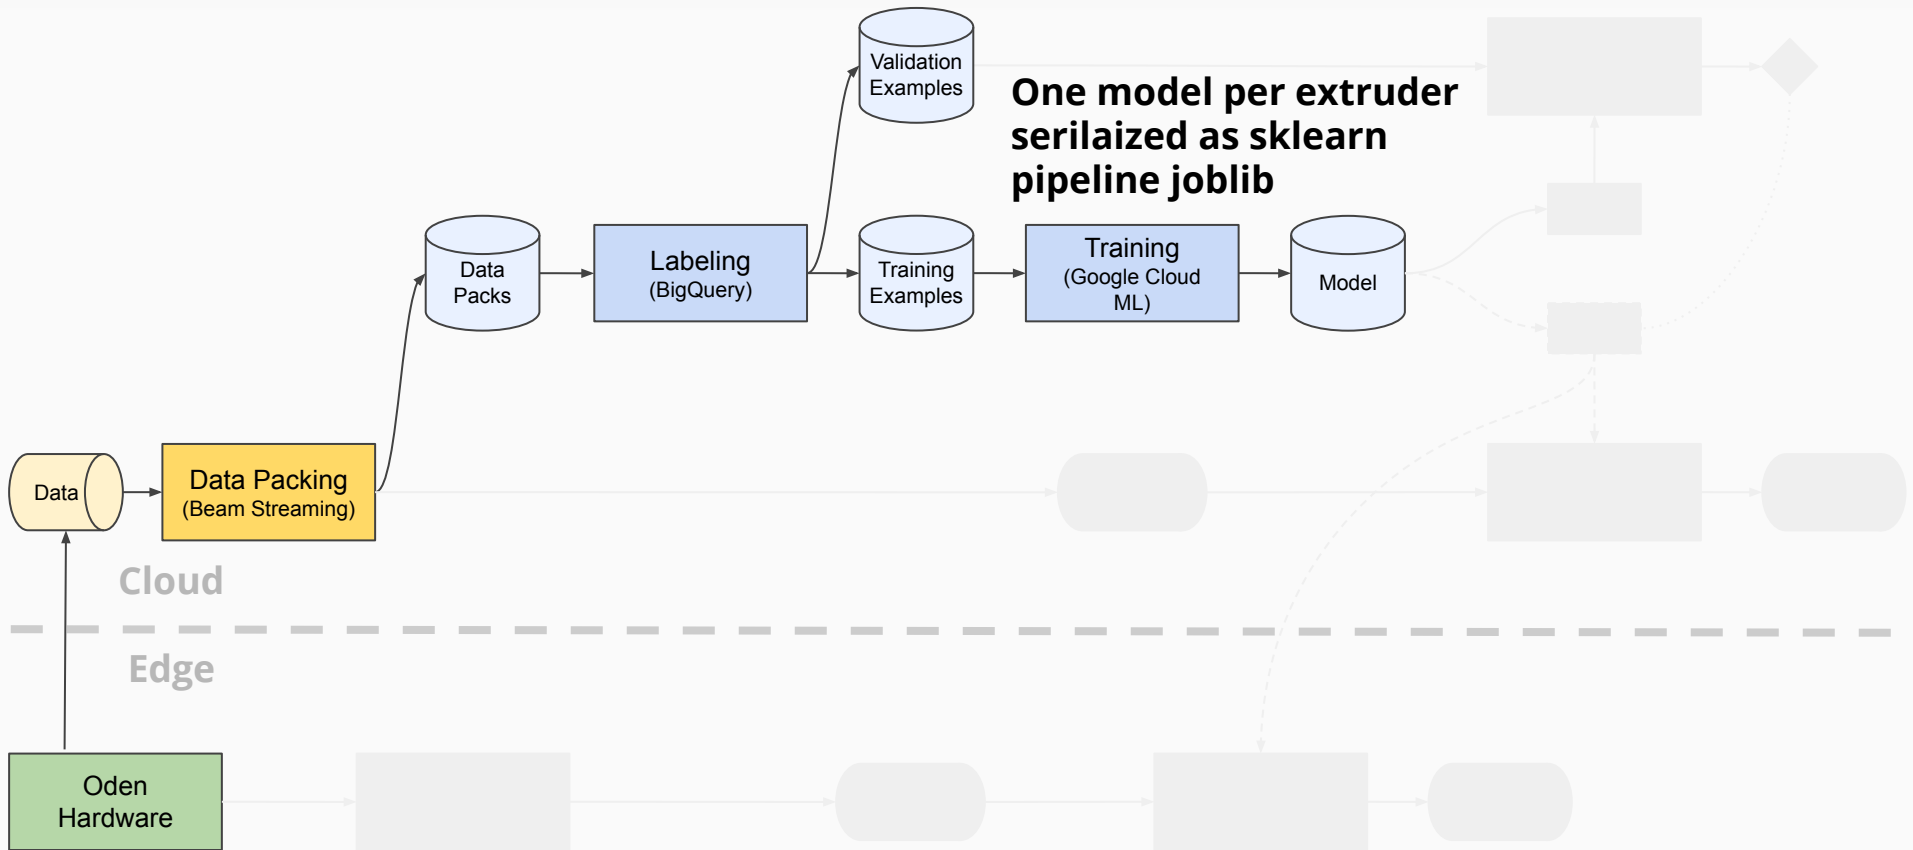 Validation
Examples
One model per extruder
serilaized as sklearn
pipeline joblib
Data
Packs
Labeling
(BigQuery)
Training
Examples
Training
(Google Cloud
ML)
Model
Data
Data Packing
(Beam Streaming)
Cloud
Edge
Oden
Hardware